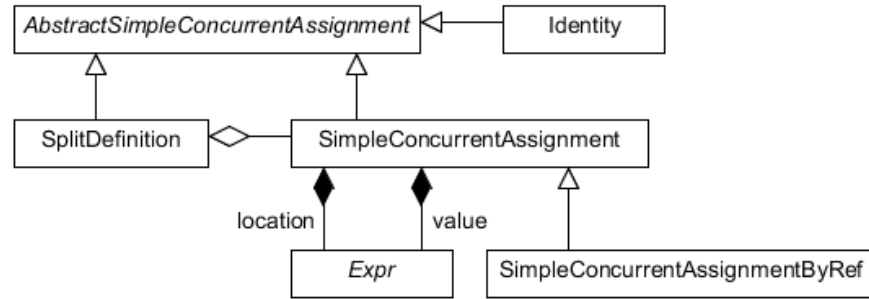 AbstractSimpleConcurrentAssignment
Identity
SplitDefinition
SimpleConcurrentAssignment
location
value
Expr
SimpleConcurrentAssignmentByRef